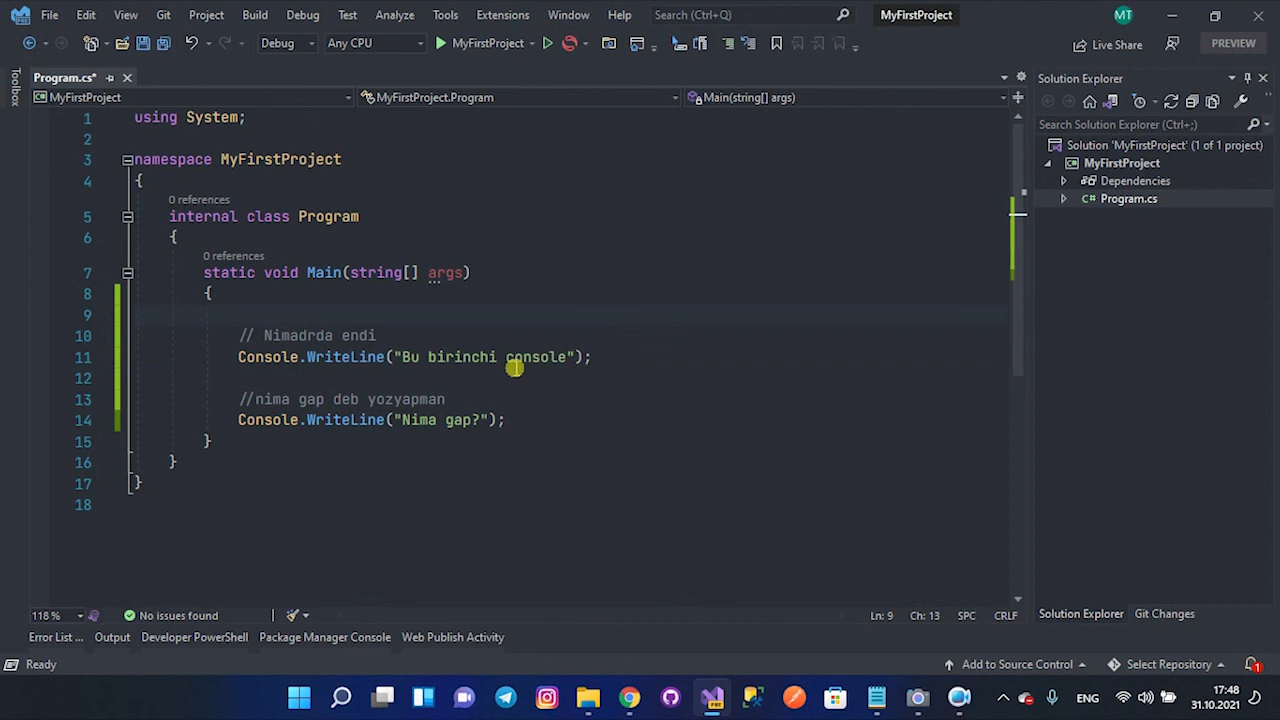 File Edit View Git Project Build Debug Test Analyze Tools Extensions Window Help Search (Ctrl+Q) MyFirstProject MT
Debug Any CPU MyFirstProject Live Share PREVIEW
Toolbox
Program.cs*
MyFirstProject MyFirstProject.Program Main(string[] args)
1 using System;
2
3 namespace MyFirstProject
4 {
0 references
5 internal class Program
6 {
0 references
7 static void Main(string[] args)
8 {
9
10 // Nimadrda endi
11 Console.WriteLine("Bu birinchi console");
12
13 //nima gap deb yozyapman
14 Console.WriteLine("Nima gap?");
15 }
16 }
17 }
18
118 % No issues found Ln: 9 Ch: 13 SPC CRLF
Solution Explorer
Search Solution Explorer (Ctrl+;)
Solution 'MyFirstProject' (1 of 1 project)
MyFirstProject
Dependencies
C# Program.cs
Solution Explorer Git Changes
Error List ... Output Developer PowerShell Package Manager Console Web Publish Activity
Ready Add to Source Control Select Repository 1
PRE ENG 17:48
31.10.2021